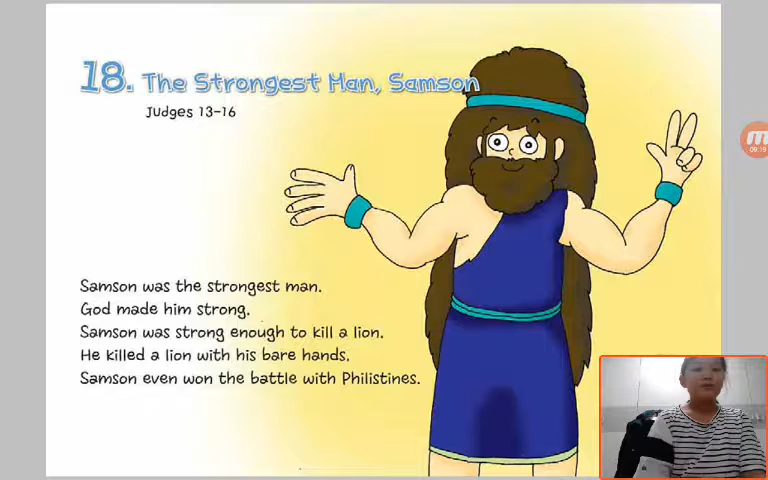 18. The Strongest Man, Samson
Judges 13-16
Samson was the strongest man.
God made him strong.
Samson was strong enough to kill a lion.
He killed a lion with his bare hands.
Samson even won the battle with Philistines.
09:19